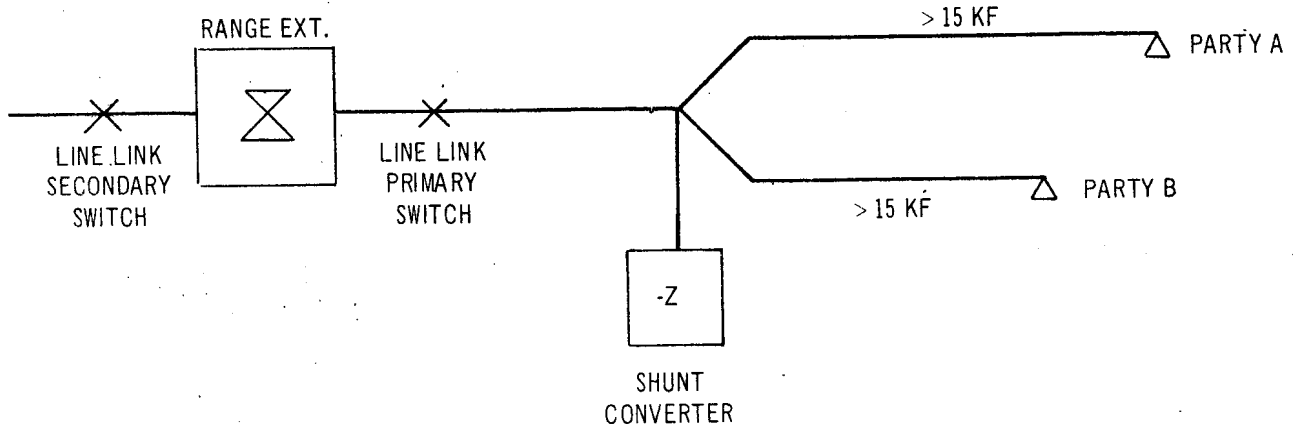 RANGE EXT.
> 15 KF
PARTY A
LINE LINK
SECONDARY
SWITCH
LINE LINK
PRIMARY
SWITCH
> 15 KF
PARTY B
-Z
SHUNT
CONVERTER